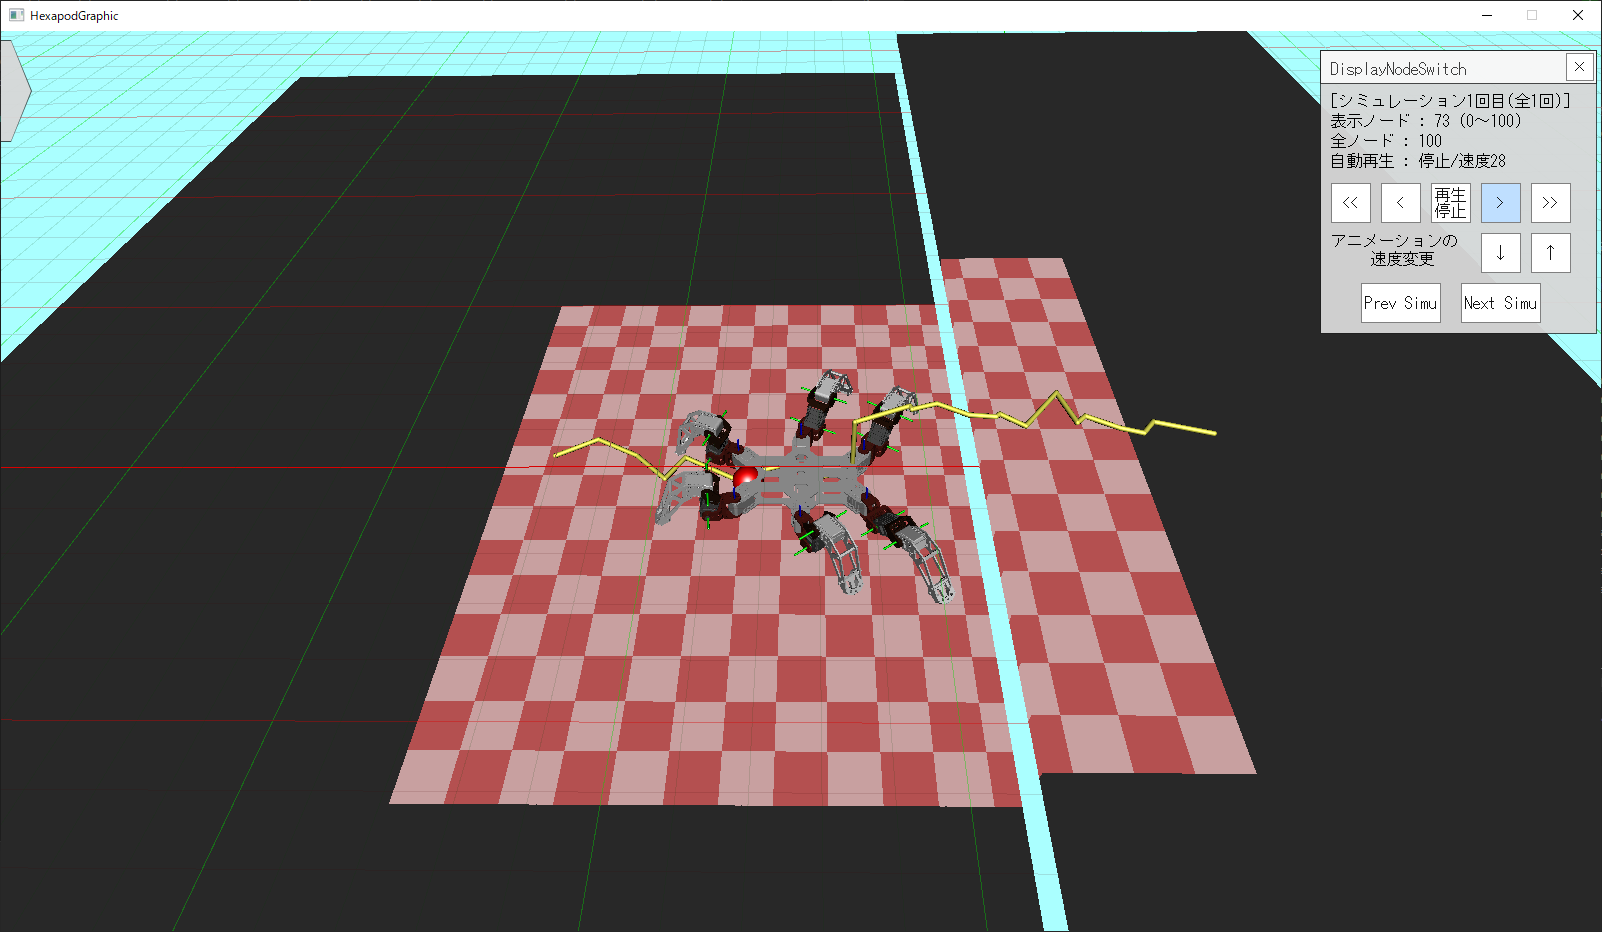 HexapodGraphic
DisplayNodeSwitch
[シミュレーション1回目(全1回)]
表示ノード : 73 (0～100)
全ノード : 100
自動再生 : 停止/速度28
<< < 再生停止 > >>
アニメーションの
速度変更
↓ ↑
Prev Simu Next Simu